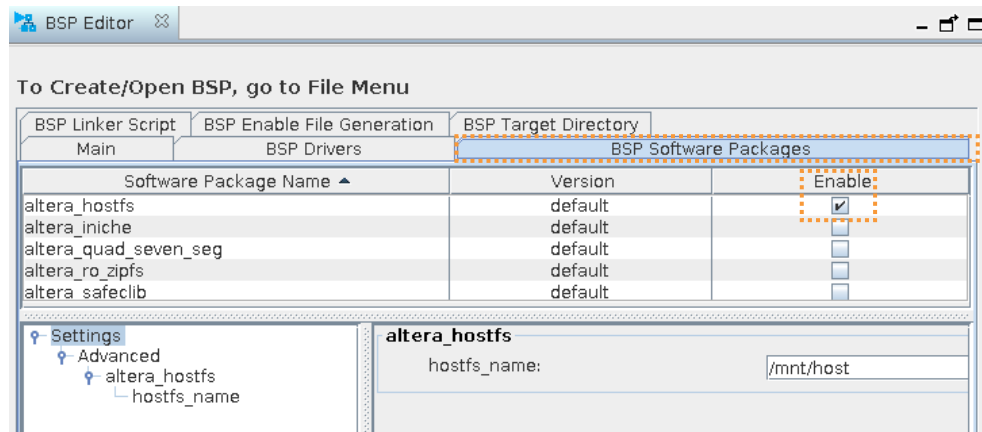 BSP Editor
To Create/Open BSP, go to File Menu
BSP Linker Script BSP Enable File Generation BSP Target Directory
Main BSP Drivers BSP Software Packages
Software Package Name Version Enable
altera_hostfs default
altera_iniche default
altera_quad_seven_seg default
altera_ro_zipfs default
altera_safeclib default
Settings
Advanced
altera_hostfs
hostfs_name
altera_hostfs
hostfs_name: /mnt/host